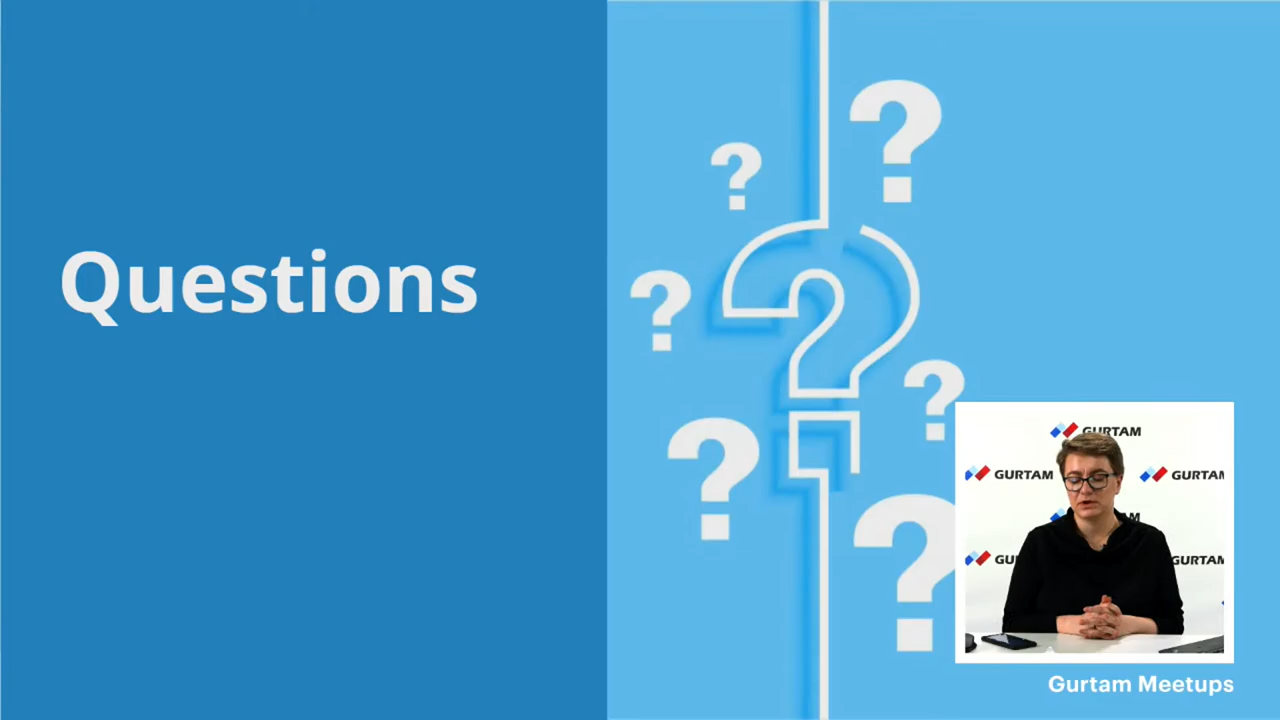 Questions
? ? ? ? ? ? ?
GURTAM
GURTAM GURTAM
GURTAM
Gurtam Meetups